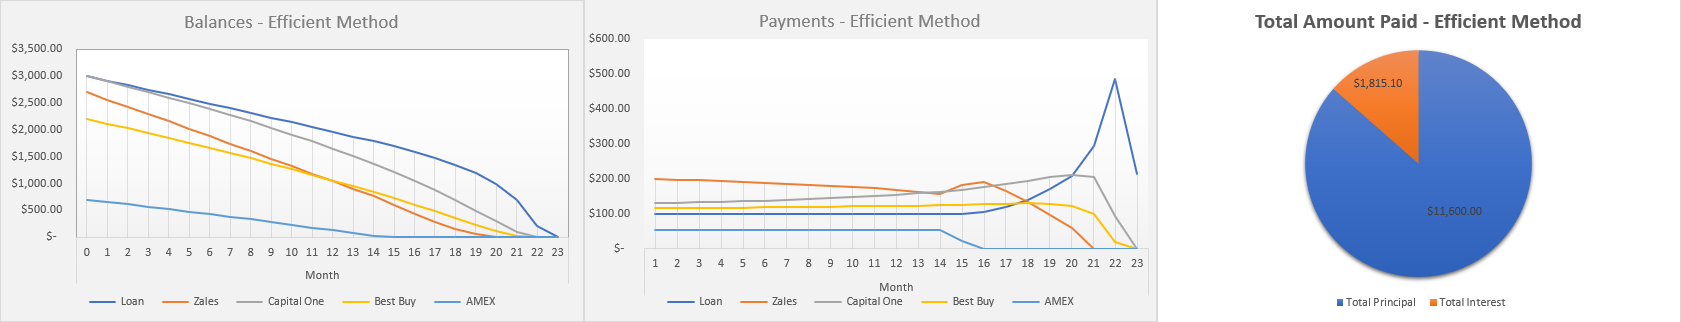 Balances - Efficient Method
$3,500.00
$3,000.00
$2,500.00
$2,000.00
$1,500.00
$1,000.00
$500.00
$-
0 1 2 3 4 5 6 7 8 9 10 11 12 13 14 15 16 17 18 19 20 21 22 23
Month
Loan Zales Capital One Best Buy AMEX
Payments - Efficient Method
$600.00
$500.00
$400.00
$300.00
$200.00
$100.00
$-
1 2 3 4 5 6 7 8 9 10 11 12 13 14 15 16 17 18 19 20 21 22 23
Month
Loan Zales Capital One Best Buy AMEX
Total Amount Paid - Efficient Method
$1,815.10
$11,600.00
Total Principal Total Interest